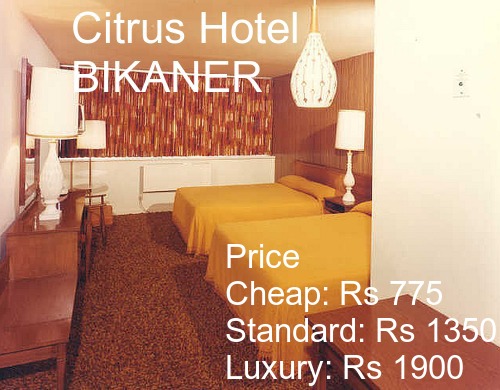 Citrus Hotel
BIKANER
Price
Cheap: Rs 775
Standard: Rs 1350
Luxury: Rs 1900